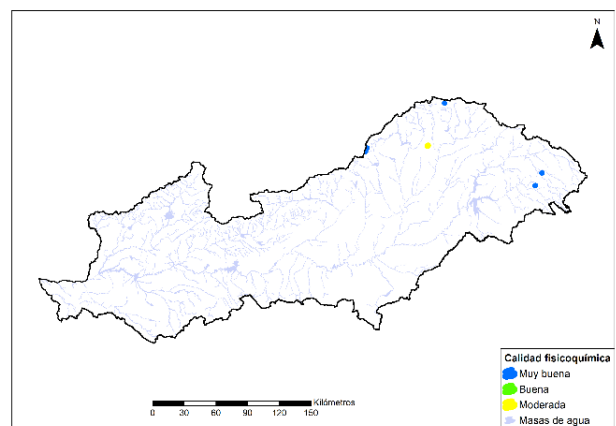 N
Kilómetros
0 30 60 90 120 150
Calidad fisicoquímica
Muy buena
Buena
Moderada
Masas de agua